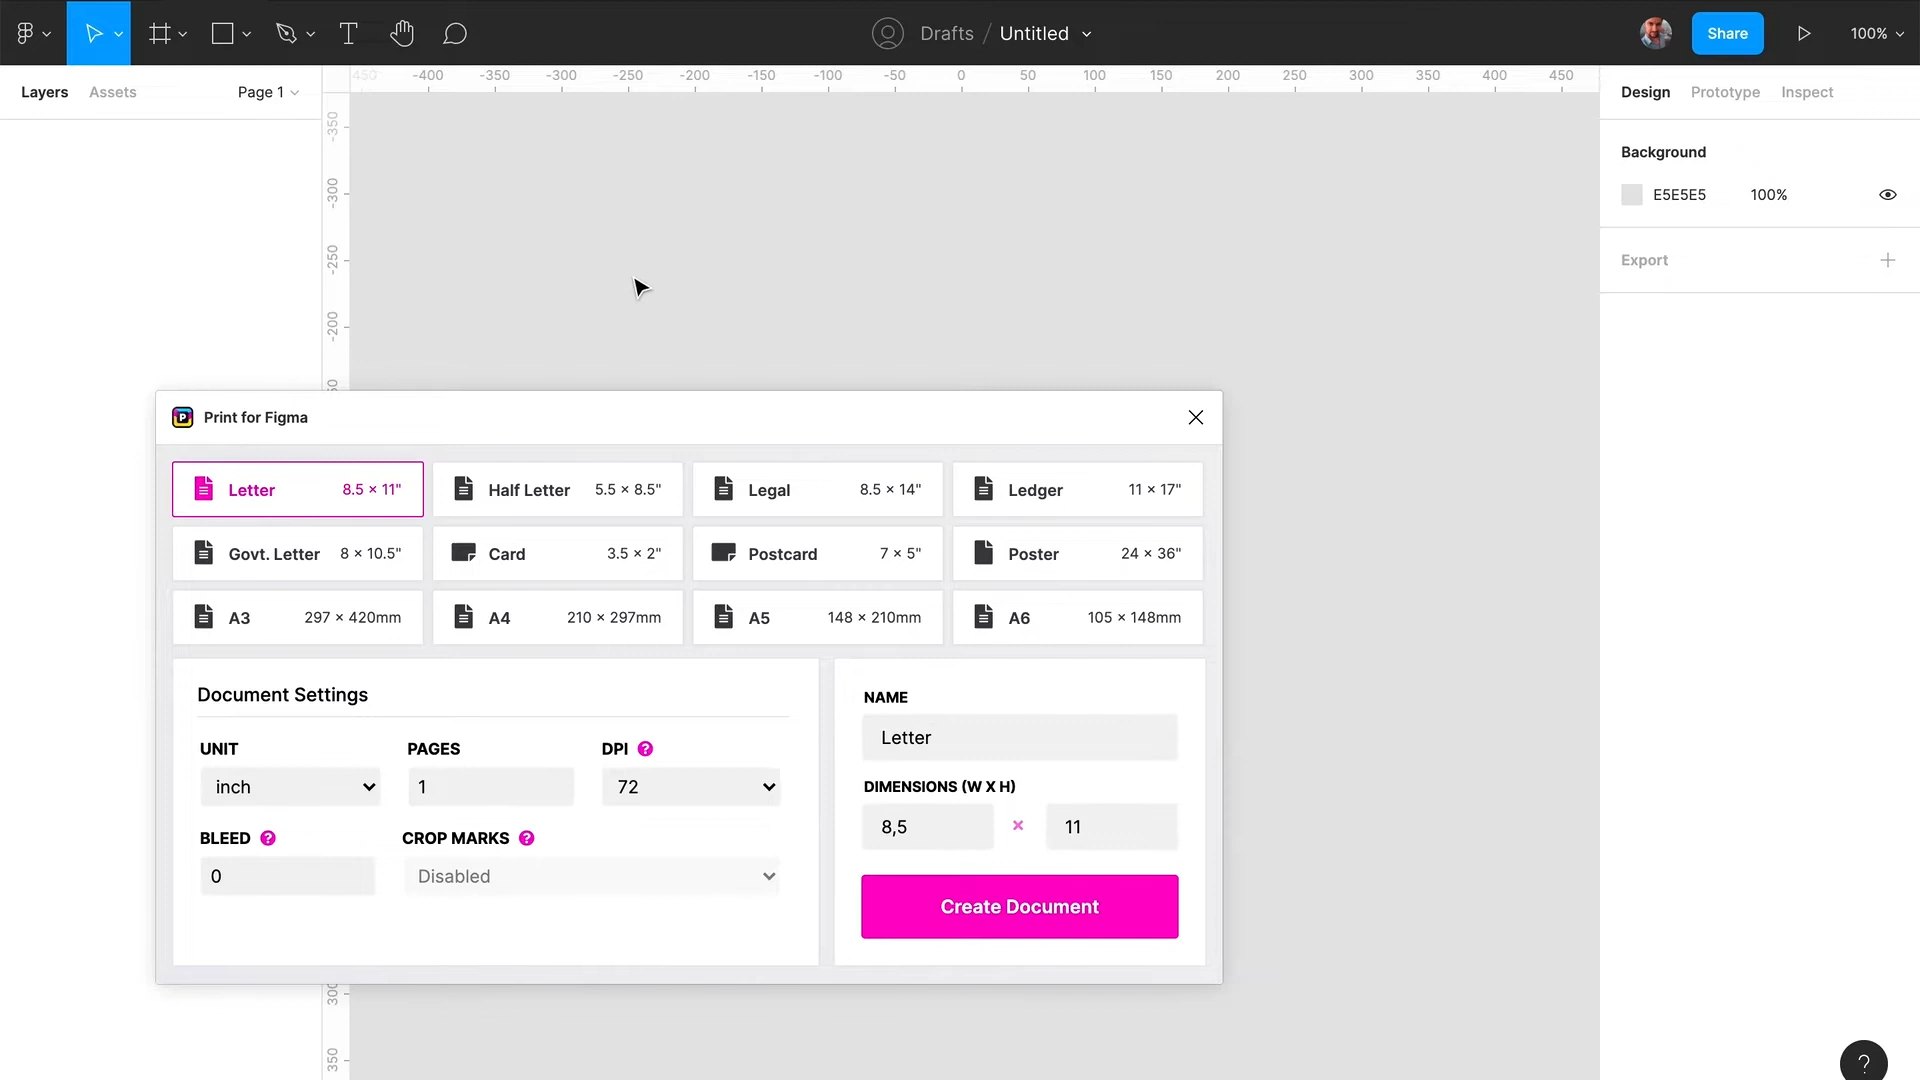 Drafts / Untitled
Share
100%
Layers Assets Page 1
450 -400 -350 -300 -250 -200 -150 -100 -50 0 50 100 150 200 250 300 350 400 450
Design Prototype Inspect
-350
-300
-250
-200
50
300
350
Background
E5E5E5 100%
Export
Print for Figma
Letter 8.5 × 11"
Half Letter 5.5 × 8.5"
Legal 8.5 × 14"
Ledger 11 × 17"
Govt. Letter 8 × 10.5"
Card 3.5 × 2"
Postcard 7 × 5"
Poster 24 × 36"
A3 297 × 420mm
A4 210 × 297mm
A5 148 × 210mm
A6 105 × 148mm
Document Settings
UNIT PAGES DPI ?
inch 1 72
BLEED ? CROP MARKS ?
0 Disabled
NAME
Letter
DIMENSIONS (W X H)
8,5 × 11
Create Document
?